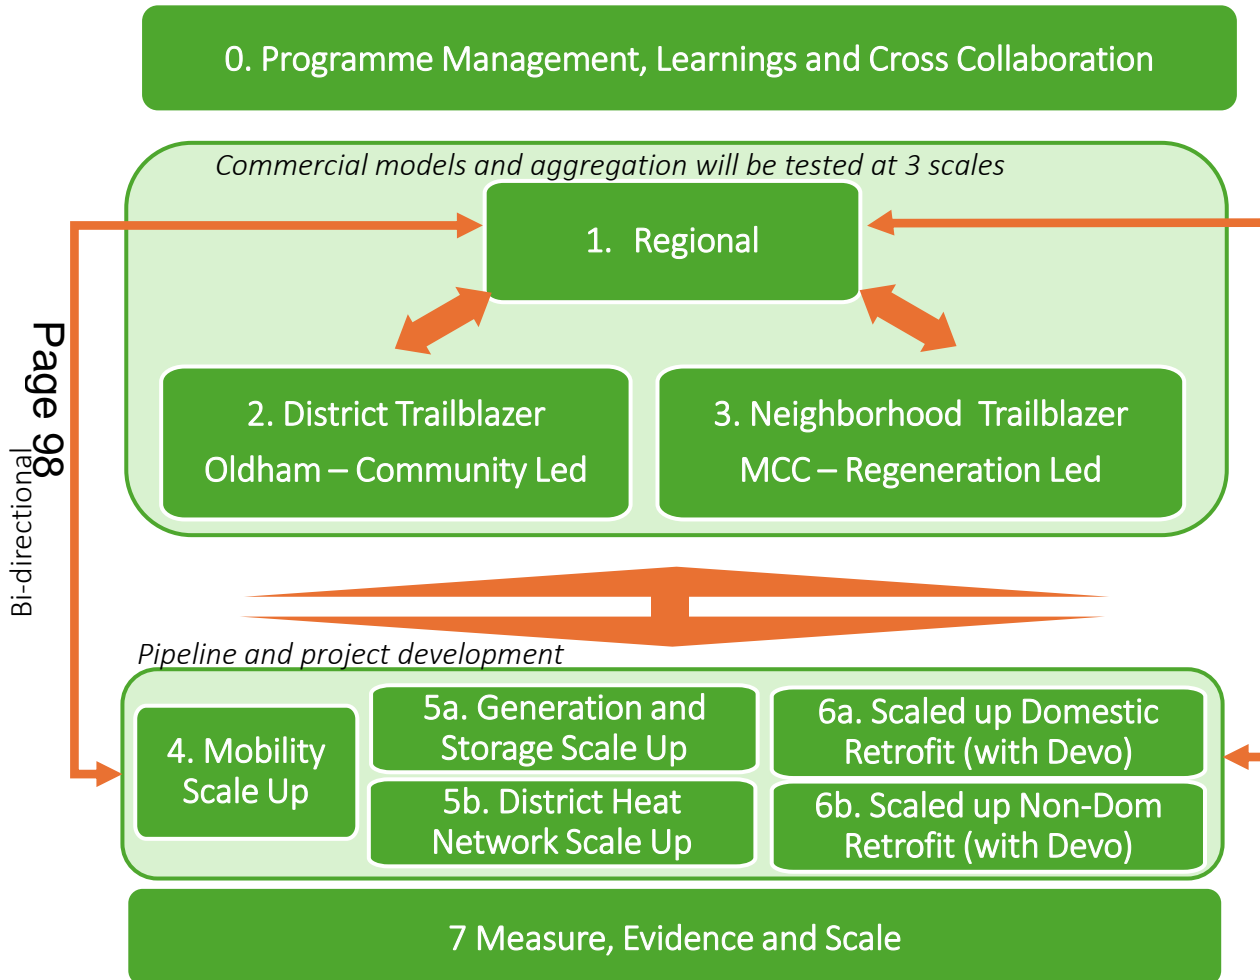 0. Programme Management, Learnings and Cross Collaboration
Commercial models and aggregation will be tested at 3 scales
1. Regional
2. District Trailblazer
Oldham – Community Led
3. Neighborhood Trailblazer
MCC – Regeneration Led
Page 98
Bi-directional
Pipeline and project development
4. Mobility
Scale Up
5a. Generation and
Storage Scale Up
5b. District Heat
Network Scale Up
6a. Scaled up Domestic
Retrofit (with Devo)
6b. Scaled up Non-Dom
Retrofit (with Devo)
7 Measure, Evidence and Scale